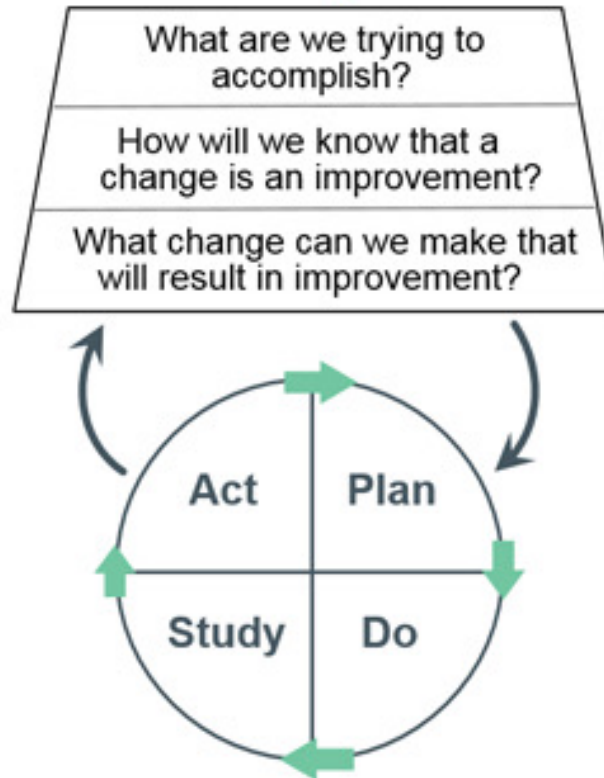 What are we trying to
accomplish?
How will we know that a
change is an improvement?
What change can we make that
will result in improvement?
Act
Plan
Study
Do